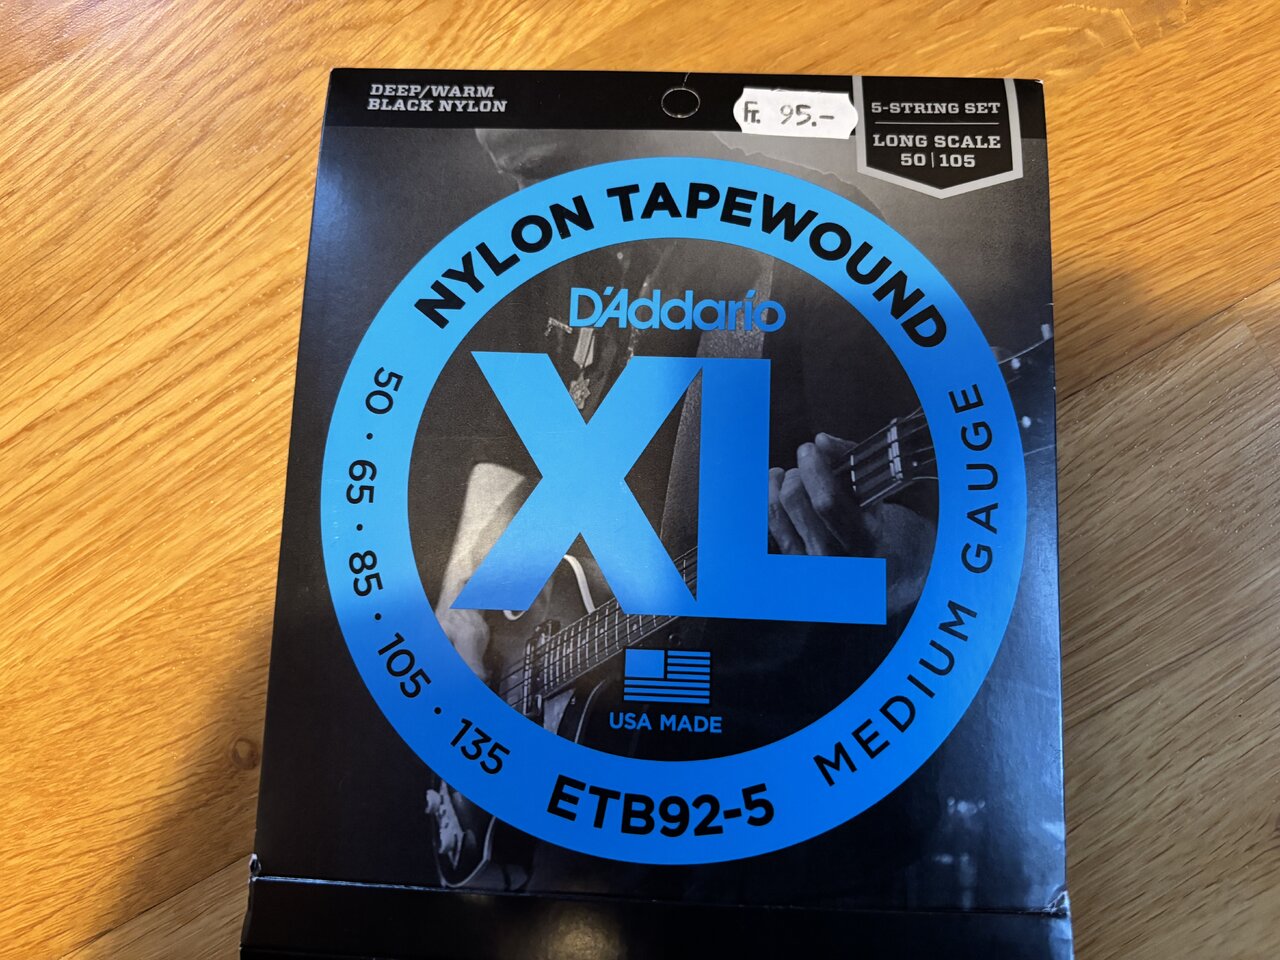 DEEP/WARM
BLACK NYLON
Fr. 95.-
5-STRING SET
LONG SCALE
50 | 105
NYLON TAPEWOUND
D'Addario
XL
USA MADE
50 · 65 · 85 · 105 · 135
ETB92-5
MEDIUM GAUGE